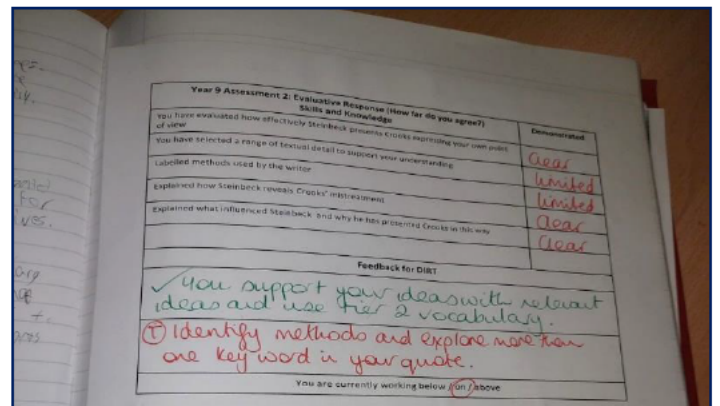 Year 9 Assessment 2: Evaluative Response (How far do you agree?)
Skills and Knowledge
Demonstrated
You have evaluated how effectively Steinbeck presents Crooks expressing your own point
of view
Clear
You have selected a range of textual detail to support your understanding
limited
Labelled methods used by the writer
limited
Explained how Steinbeck reveals Crooks' mistreatment
Clear
Explained what influenced Steinbeck and why he has presented Crooks in this way
Clear
Feedback for DIRT
✓ You support your ideas with relevant
ideas and use tier 2 vocabulary.
Ⓣ Identify methods and explore more than
one key word in your quote.
You are currently working below / on / above